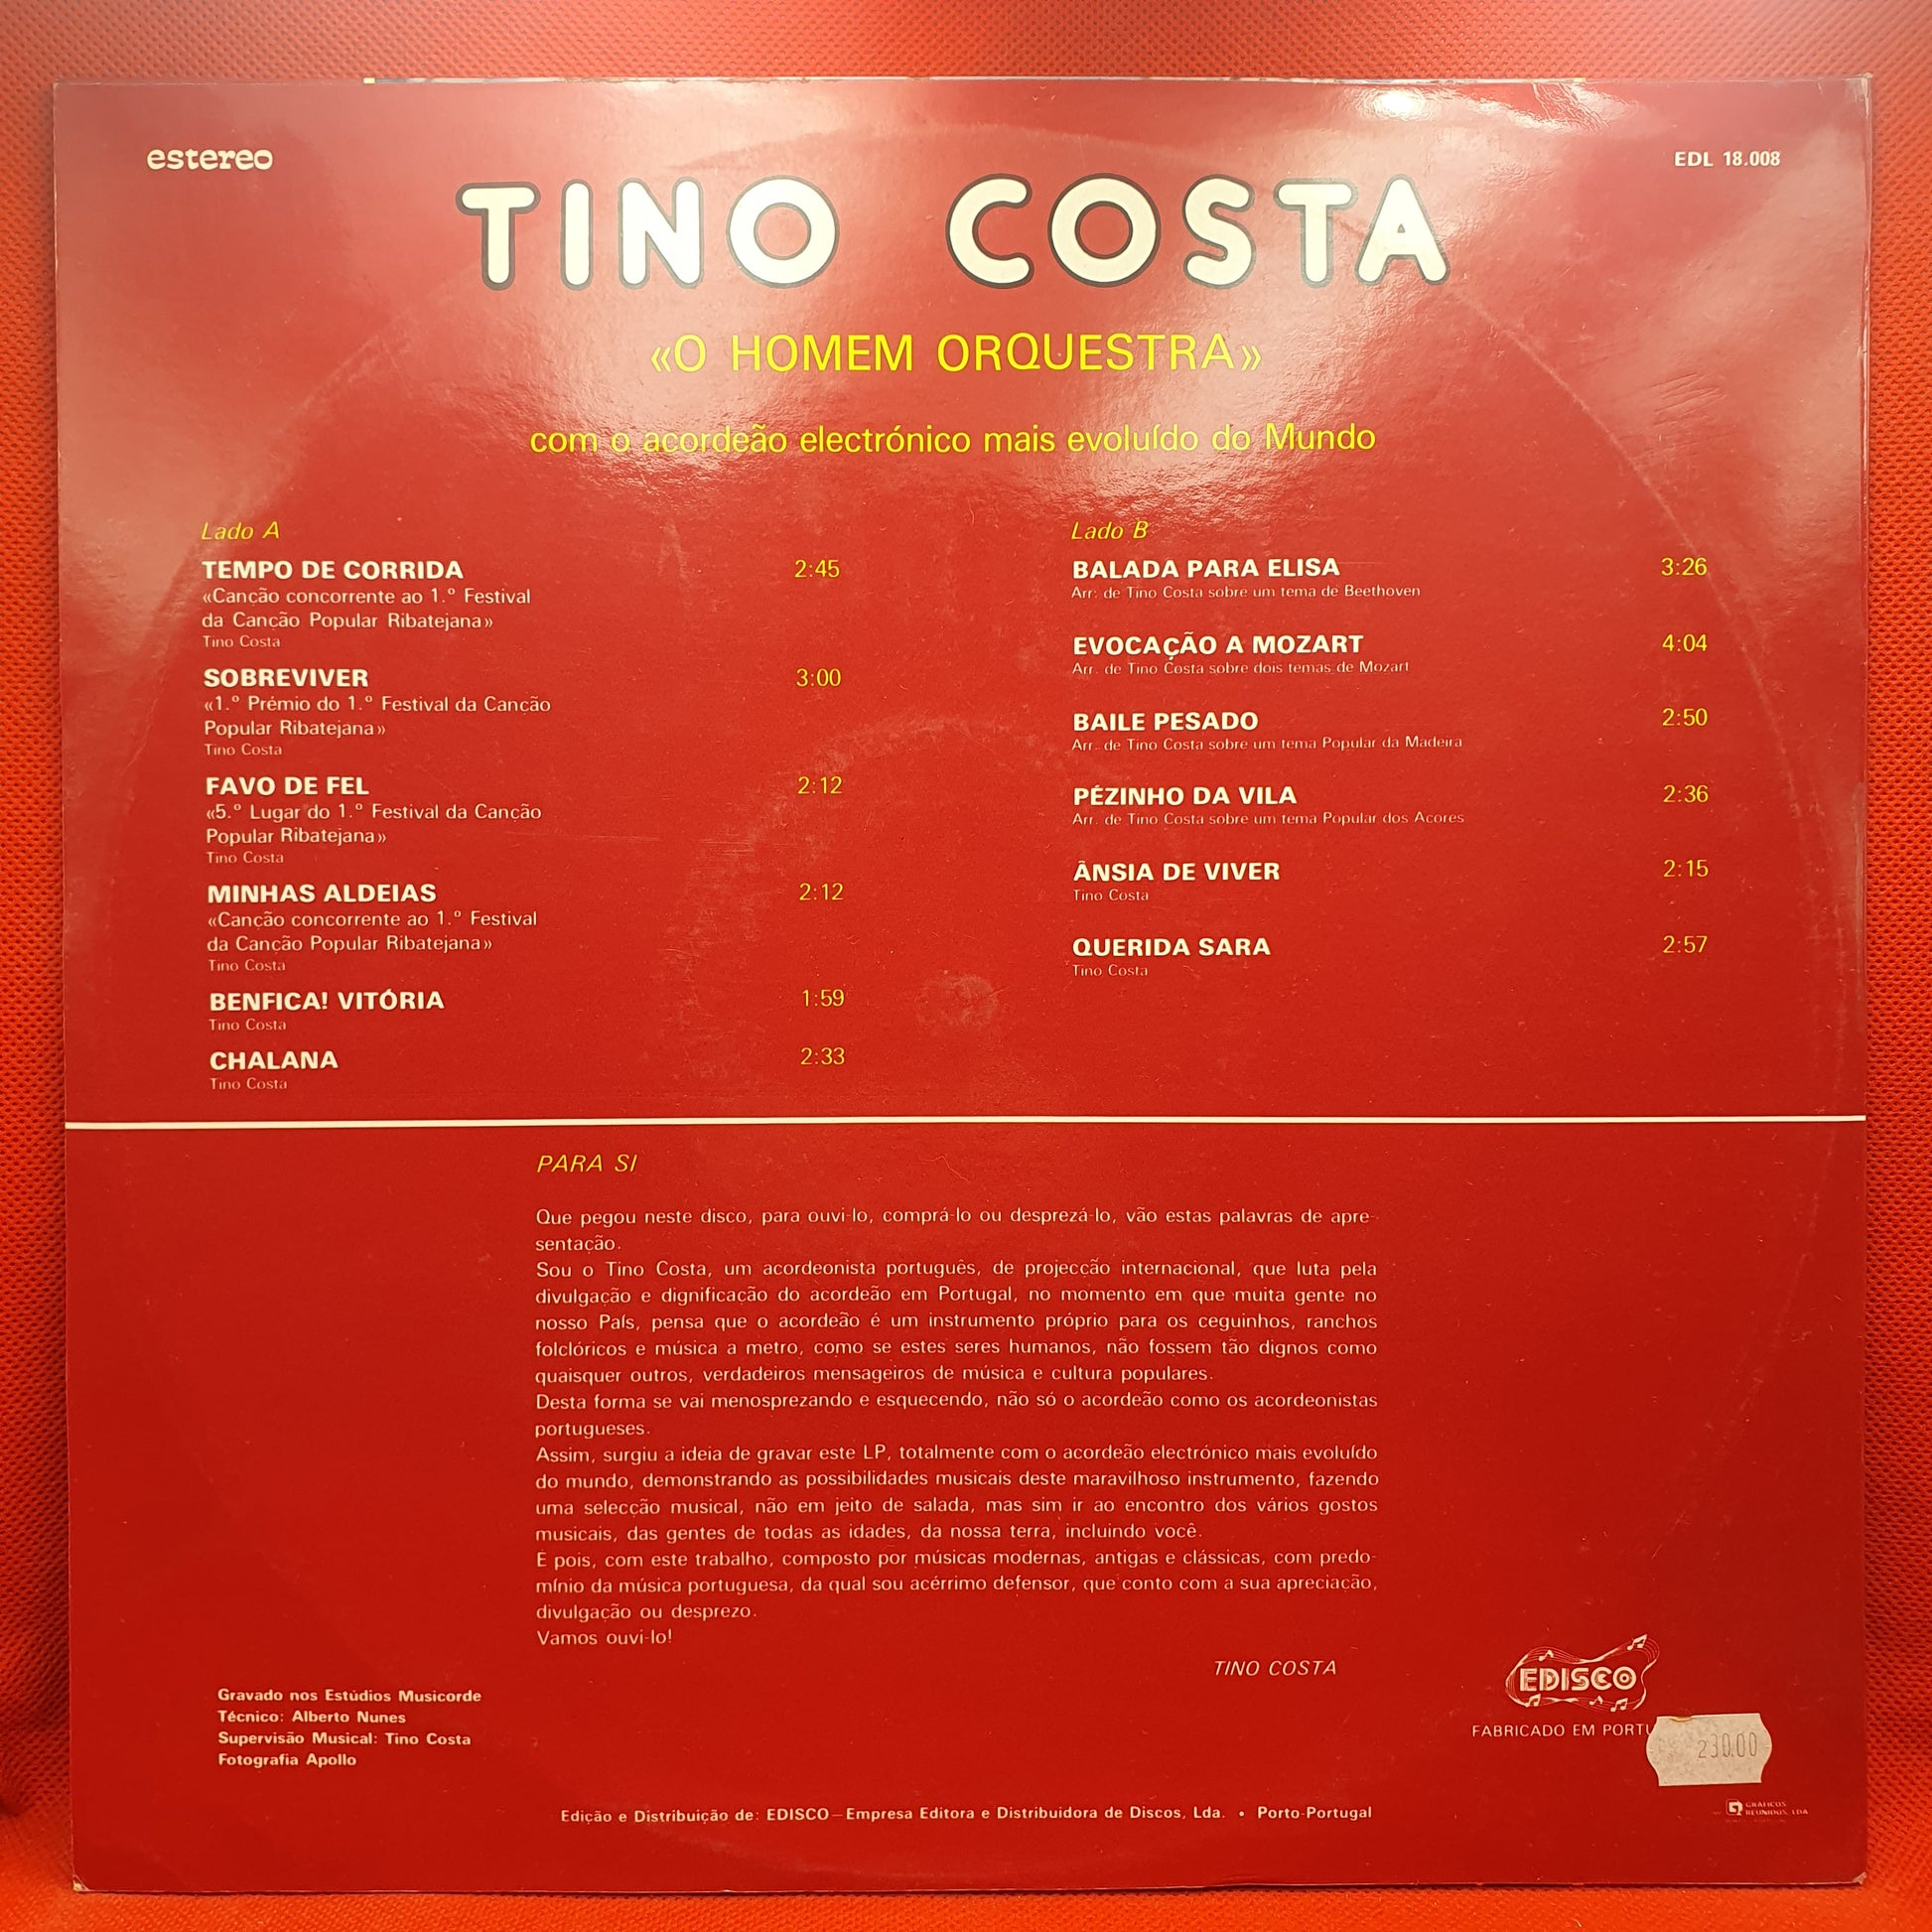 estereo
EDL 18.008
TINO COSTA
«O HOMEM ORQUESTRA»
com o acordeão electrónico mais evoluído do Mundo
Lado A
TEMPO DE CORRIDA 2:45
«Canção concorrente ao 1.º Festival
da Canção Popular Ribatejana»
Tino Costa
SOBREVIVER 3:00
«1.º Prémio do 1.º Festival da Canção
Popular Ribatejana»
Tino Costa
FAVO DE FEL 2:12
«5.º Lugar do 1.º Festival da Canção
Popular Ribatejana»
Tino Costa
MINHAS ALDEIAS 2:12
«Canção concorrente ao 1.º Festival
da Canção Popular Ribatejana»
Tino Costa
BENFICA! VITÓRIA 1:59
Tino Costa
CHALANA 2:33
Tino Costa
Lado B
BALADA PARA ELISA 3:26
Arr. de Tino Costa sobre um tema de Beethoven
EVOCAÇÃO A MOZART 4:04
Arr. de Tino Costa sobre dois temas de Mozart
BAILE PESADO 2:50
Arr. de Tino Costa sobre um tema Popular da Madeira
PÉZINHO DA VILA 2:36
Arr. de Tino Costa sobre um tema Popular dos Acores
ÂNSIA DE VIVER 2:15
Tino Costa
QUERIDA SARA 2:57
Tino Costa
PARA SI
Que pegou neste disco, para ouvi-lo, comprá-lo ou desprezá-lo, vão estas palavras de apre-
sentação.
Sou o Tino Costa, um acordeonista português, de projecção internacional, que luta pela
divulgação e dignificação do acordeão em Portugal, no momento em que muita gente no
nosso País, pensa que o acordeão é um instrumento próprio para os ceguinhos, ranchos
folclóricos e música a metro, como se estes seres humanos, não fossem tão dignos como
quaisquer outros, verdadeiros mensageiros de música e cultura populares.
Desta forma se vai menosprezando e esquecendo, não só o acordeão como os acordeonistas
portugueses.
Assim, surgiu a ideia de gravar este LP, totalmente com o acordeão electrónico mais evoluído
do mundo, demonstrando as possibilidades musicais deste maravilhoso instrumento, fazendo
uma selecção musical, não em jeito de salada, mas sim ir ao encontro dos vários gostos
musicais, das gentes de todas as idades, da nossa terra, incluindo você.
É pois, com este trabalho, composto por músicas modernas, antigas e clássicas, com predo-
mínio da música portuguesa, da qual sou acérrimo defensor, que conto com a sua apreciação,
divulgação ou desprezo.
Vamos ouvi-lo!
TINO COSTA
Gravado nos Estúdios Musicorde
Técnico: Alberto Nunes
Supervisão Musical: Tino Costa
Fotografia Apollo
EDISCO
FABRICADO EM PORTU
230.00
Edição e Distribuição de: EDISCO—Empresa Editora e Distribuidora de Discos, Lda. • Porto-Portugal
GRÁFICOS
REUNIDOS, LDA